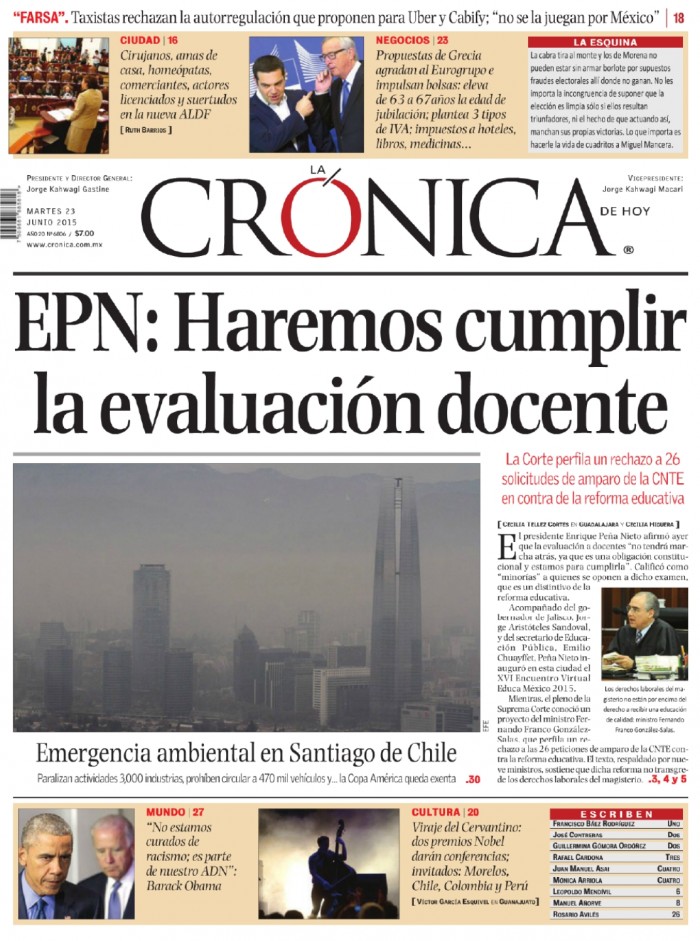 “FARSA”. Taxistas rechazan la autorregulación que proponen para Uber y Cabify; “no se la juegan por México” | 18
CIUDAD | 16
Cirujanos, amas de
casa, homeópatas,
comerciantes, actores
licenciados y suertudos
en la nueva ALDF
[ Ruth Barrios ]
NEGOCIOS | 23
Propuestas de Grecia
agradan al Eurogrupo e
impulsan bolsas: eleva
de 63 a 67años la edad de
jubilación; plantea 3 tipos
de IVA; impuestos a hoteles,
libros, medicinas...
LA ESQUINA
La cabra tira al monte y los de Morena no
pueden estar sin armar borlote por supuestos
fraudes electorales allí donde no ganan. No les
importa la incongruencia de suponer que la
elección es limpia sólo si ellos resultan
triunfadores, ni el hecho de que actuando así,
manchan sus propias victorias. Lo que importa es
hacerle la vida de cuadritos a Miguel Mancera.
Presidente y Director General:
Jorge Kahwagi Gastine
MARTES 23
JUNIO 2015
AÑO 20 Nº 6806 / $7.00
www.cronica.com.mx
LA
CRÓNICA
DE HOY
®
Vicepresidente:
Jorge Kahwagi Macari
EPN: Haremos cumplir
la evaluación docente
EFE
Emergencia ambiental en Santiago de Chile
Paralizan actividades 3,000 industrias, prohíben circular a 470 mil vehículos y... la Copa América queda exenta .30
La Corte perfila un rechazo a 26
solicitudes de amparo de la CNTE
en contra de la reforma educativa
[ Cecilia Téllez Cortés en Guadalajara y Cecilia Higuera ]
El presidente Enrique Peña Nieto afirmó ayer
que la evaluación a docentes “no tendrá mar-
cha atrás, ya que es una obligación constitu-
cional y estamos para cumplirla”. Calificó como
“minorías” a quienes se oponen a dicho examen,
que es un distintivo de la
reforma educativa.
Acompañado del go-
bernador de Jalisco, Jor-
ge Aristóteles Sandoval,
y del secretario de Educa-
ción Pública, Emilio
Chuayffet, Peña Nieto in-
auguró en esta ciudad el
XVI Encuentro Virtual
Educa México 2015.
Mientras, el pleno de la
Suprema Corte conoció un
proyecto del ministro Fer-
nando Franco González-
Salas, que perfila un re-
chazo a las 26 peticiones de amparo de la CNTE
contra la reforma educativa. El texto, respaldado por nue-
ve ministros, sostiene que dicha reforma no transgre-
de los derechos laborales del magisterio. .3, 4 y 5
Los derechos laborales del ma-
gisterio no están por encima del
derecho a recibir una educación
de calidad: ministro Fernando
Franco González-Salas.
MUNDO | 27
“No estamos
curados de
racismo; es parte
de nuestro ADN”:
Barack Obama
CULTURA | 20
Viraje del Cervantino:
dos premios Nobel
darán conferencias;
invitados: Morelos,
Chile, Colombia y Perú
[ Víctor García Esquivel en Guanajuato ]
ESCRIBEN
Francisco Báez Rodríguez Uno
José Contreras Dos
Guillermina Gómora Ordóñez Dos
Rafael Cardona Tres
Juan Manuel Asai Cuatro
Mónica Arriola Cuatro
Leopoldo Mendívil 6
Manuel Añorve 8
Rosario Avilés 26